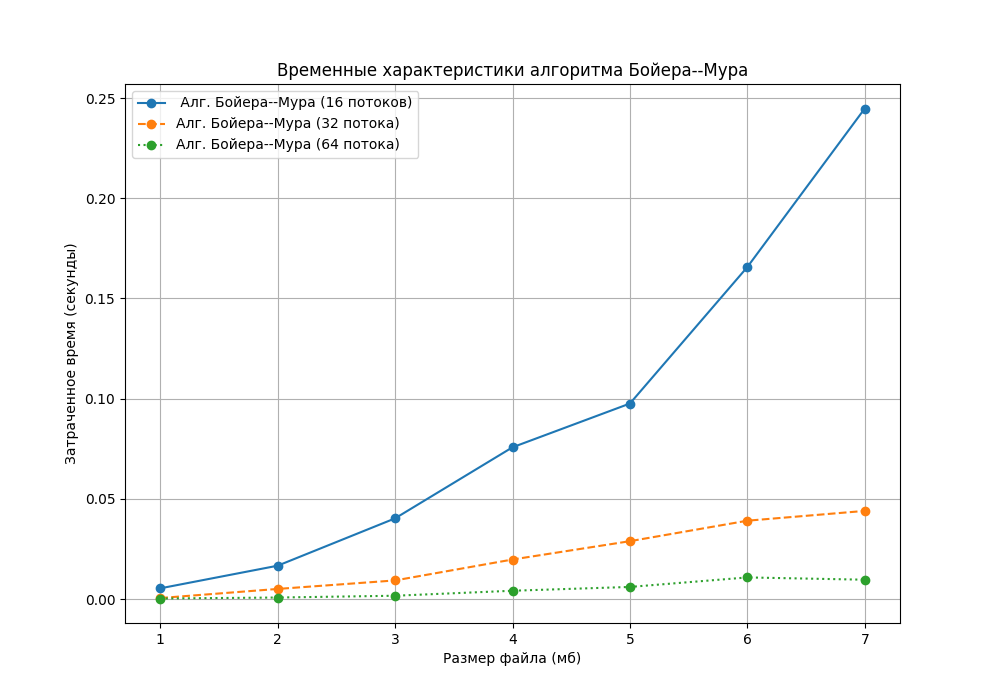 Временные характеристики алгоритма Бойера--Мура
Алг. Бойера--Мура (16 потоков)
Алг. Бойера--Мура (32 потока)
Алг. Бойера--Мура (64 потока)
Затраченное время (секунды)
0.25
0.20
0.15
0.10
0.05
0.00
1 2 3 4 5 6 7
Размер файла (мб)